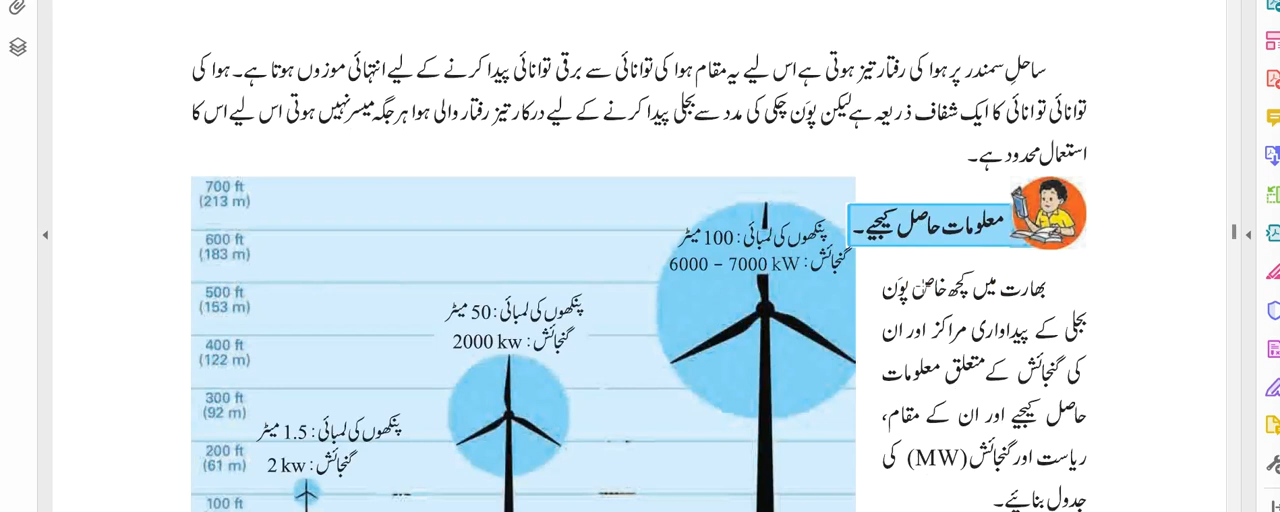 ساحلِ سمندر پر ہوا کی رفتار تیز ہوتی ہے اس لیے یہ مقام ہوا کی توانائی سے برقی توانائی پیدا کرنے کے لیے انتہائی موزوں ہوتا ہے۔ ہوا کی
توانائی توانائی کا ایک شفاف ذریعہ ہے لیکن پوَن چکی کی مدد سے بجلی پیدا کرنے کے لیے درکار تیز رفتار والی ہوا ہر جگہ میسر نہیں ہوتی اس لیے اس کا
استعمال محدود ہے۔
معلومات حاصل کیجیے۔
بھارت میں کچھ خاص پوَن
بجلی کے پیداواری مراکز اور ان
کی گنجائش کے متعلق معلومات
حاصل کیجیے اور ان کے مقام،
ریاست اور گنجائش (MW) کی
جدول بنائیے۔
700 ft
(213 m)
600 ft
(183 m)
500 ft
(153 m)
400 ft
(122 m)
300 ft
(92 m)
200 ft
(61 m)
100 ft
پنکھوں کی لمبائی : 100 میٹر
گنجائش : 6000 – 7000 kW
پنکھوں کی لمبائی : 50 میٹر
گنجائش : 2000 kw
پنکھوں کی لمبائی : 1.5 میٹر
گنجائش : 2 kw